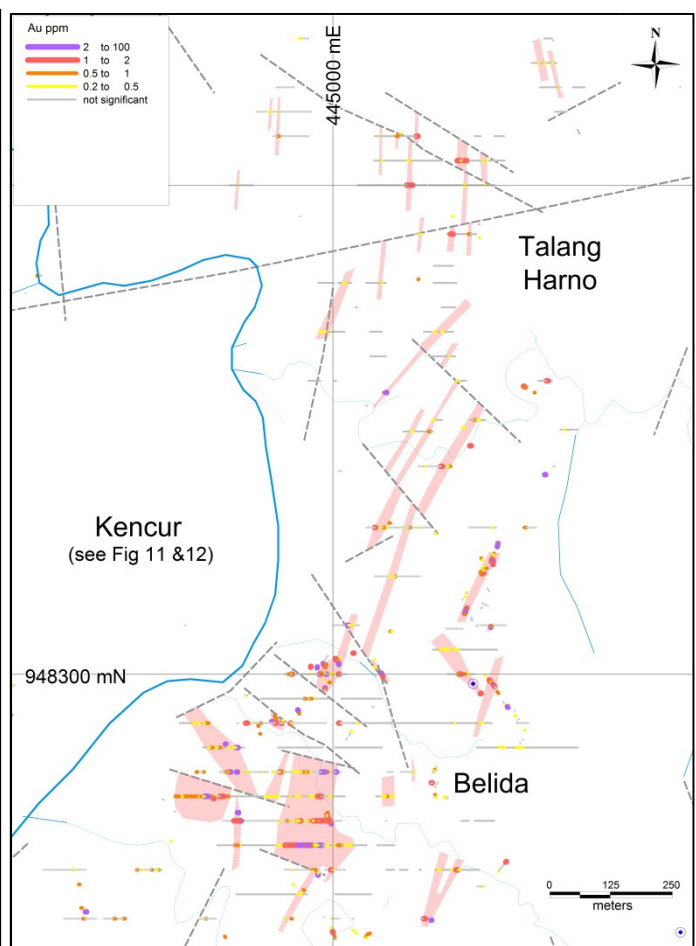 Au ppm
2 to 100
1 to 2
0.5 to 1
0.2 to 0.5
not significant
445000 mE
N
Talang
Harno
Kencur
(see Fig 11 &12)
948300 mN
Belida
0 125 250
meters